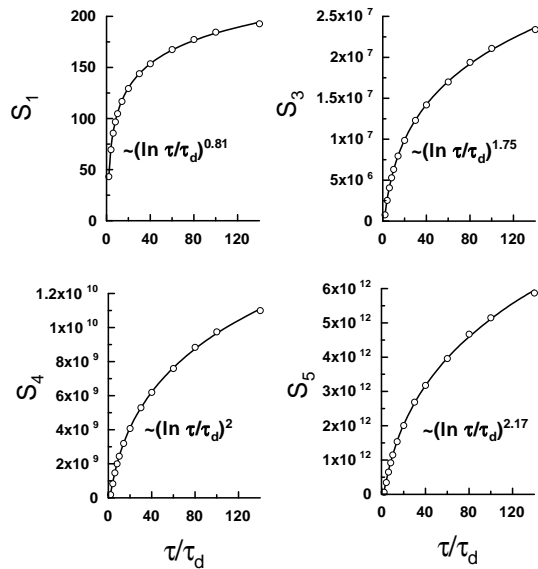 S₁
200
150
100
50
0
~(ln τ/τd)^0.81
0 40 80 120
S₃
2.5x10^7
2x10^7
1.5x10^7
1x10^7
5x10^6
~(ln τ/τd)^1.75
0 40 80 120
S₄
1.2x10^10
1x10^10
8x10^9
6x10^9
4x10^9
2x10^9
0
~(ln τ/τd)^2
0 40 80 120
τ/τd
S₅
6x10^12
5x10^12
4x10^12
3x10^12
2x10^12
1x10^12
0
~(ln τ/τd)^2.17
0 40 80 120
τ/τd